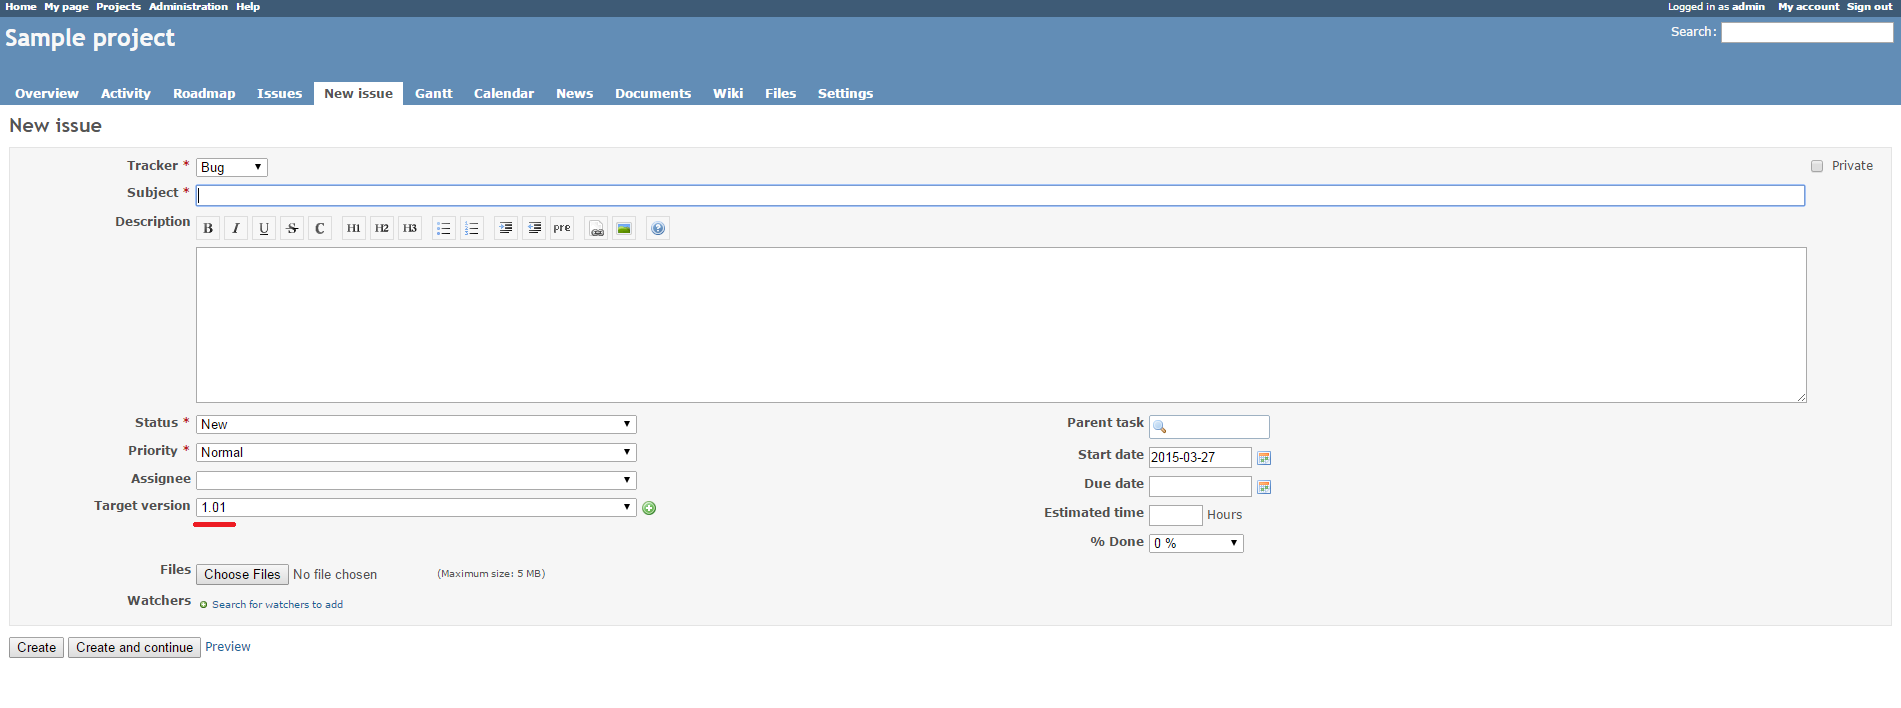 Home My page Projects Administration Help Logged in as admin My account Sign out
Sample project Search:
Overview Activity Roadmap Issues New issue Gantt Calendar News Documents Wiki Files Settings
New issue
Tracker * Bug Private
Subject *
Description B I U S C H1 H2 H3 pre
Status * New Parent task
Priority * Normal Start date 2015-03-27
Assignee Due date
Target version 1.01 Estimated time Hours
% Done 0 %
Files Choose Files No file chosen (Maximum size: 5 MB)
Watchers Search for watchers to add
Create Create and continue Preview